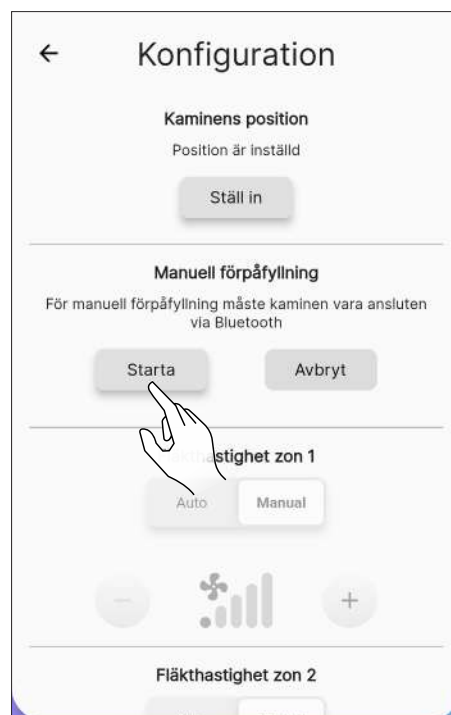 Konfiguration
Kaminens position
Position är inställd
Ställ in
Manuell förpåfyllning
För manuell förpåfyllning måste kaminen vara ansluten
via Bluetooth
Starta Avbryt
zon 1
Auto Manual
Fläkthastighet zon 2